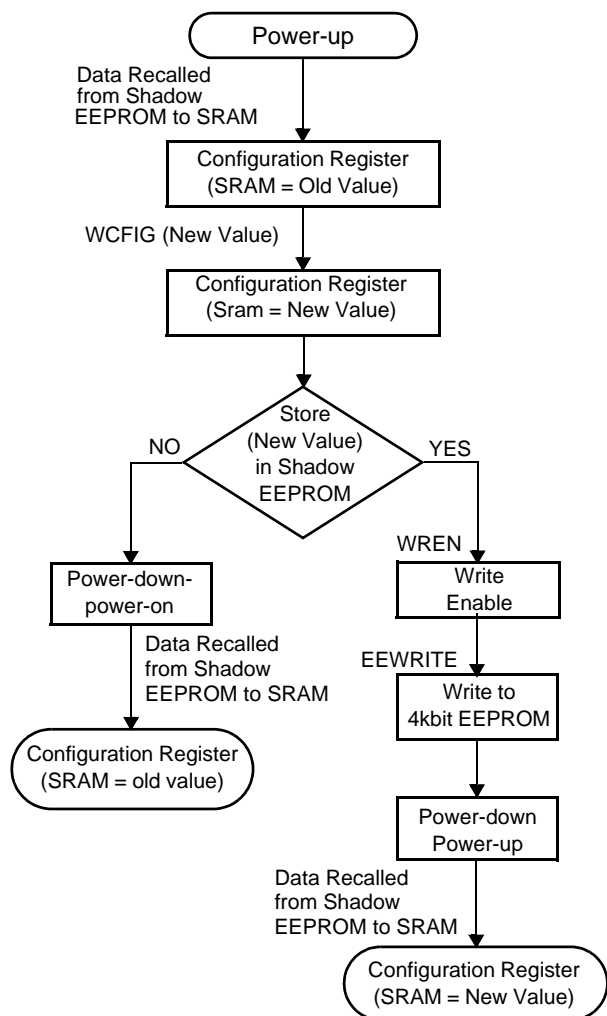 Power-up
Data Recalled
from Shadow
EEPROM to SRAM
Configuration Register
(SRAM = Old Value)
WCFIG (New Value)
Configuration Register
(Sram = New Value)
Store
(New Value)
in Shadow
EEPROM
NO
YES
Power-down-
power-on
Data Recalled
from Shadow
EEPROM to SRAM
Configuration Register
(SRAM = old value)
WREN
Write
Enable
EEWRITE
Write to
4kbit EEPROM
Power-down
Power-up
Data Recalled
from Shadow
EEPROM to SRAM
Configuration Register
(SRAM = New Value)